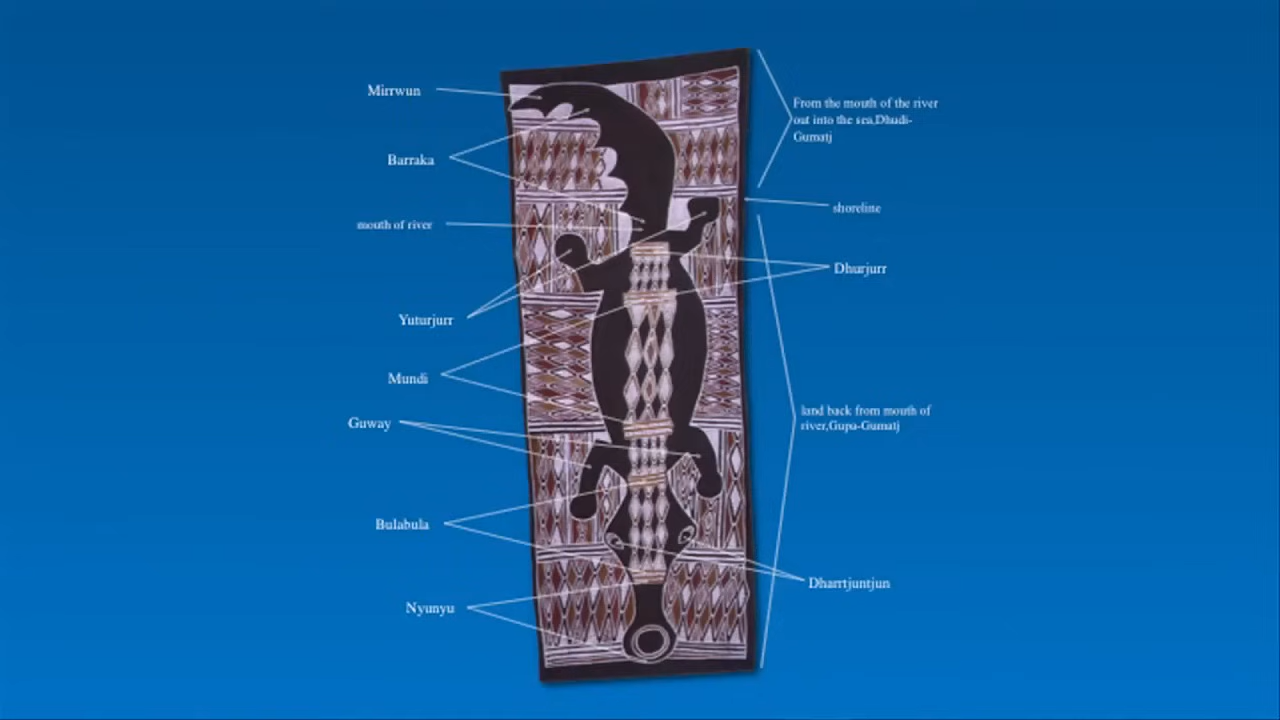 Mirrwun
From the mouth of the river
out into the sea,Dhudi-
Gumatj
Barraka
shoreline
mouth of river
Dhurjurr
Yuturjurr
Mundi
Guway
land back from mouth of
river,Gupa-Gumatj
Bulabula
Dharrtjuntjun
Nyunyu